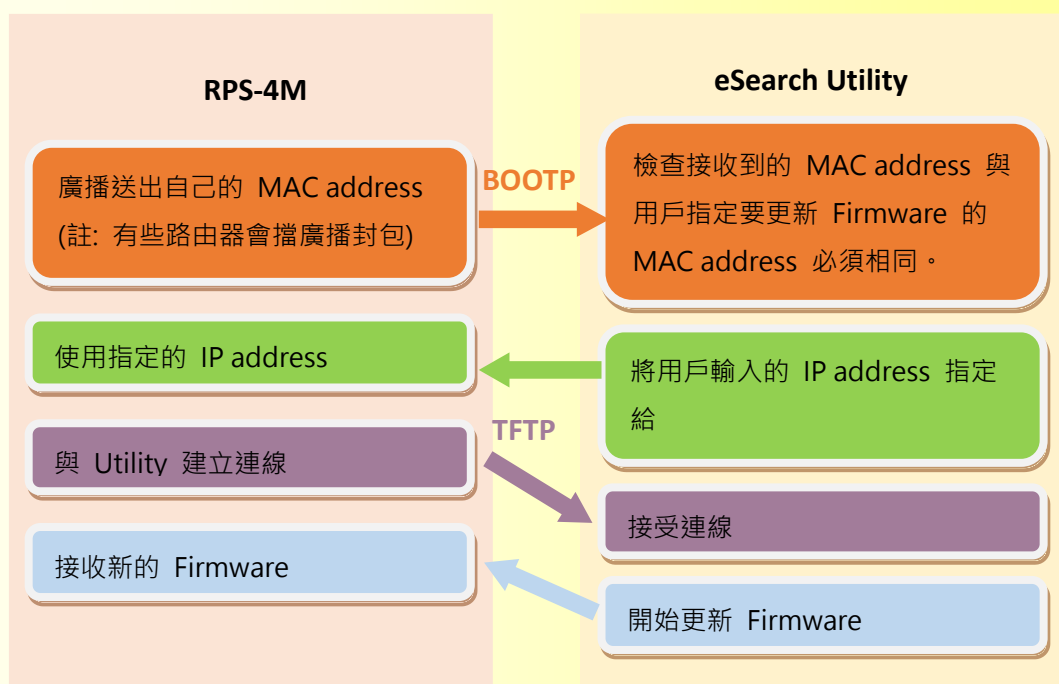 RPS-4M
廣播送出自己的 MAC address
(註: 有些路由器會擋廣播封包)
使用指定的 IP address
與 Utility 建立連線
接收新的 Firmware
BOOTP
TFTP
eSearch Utility
檢查接收到的 MAC address 與
用戶指定要更新 Firmware 的
MAC address 必須相同。
將用戶輸入的 IP address 指定
給
接受連線
開始更新 Firmware